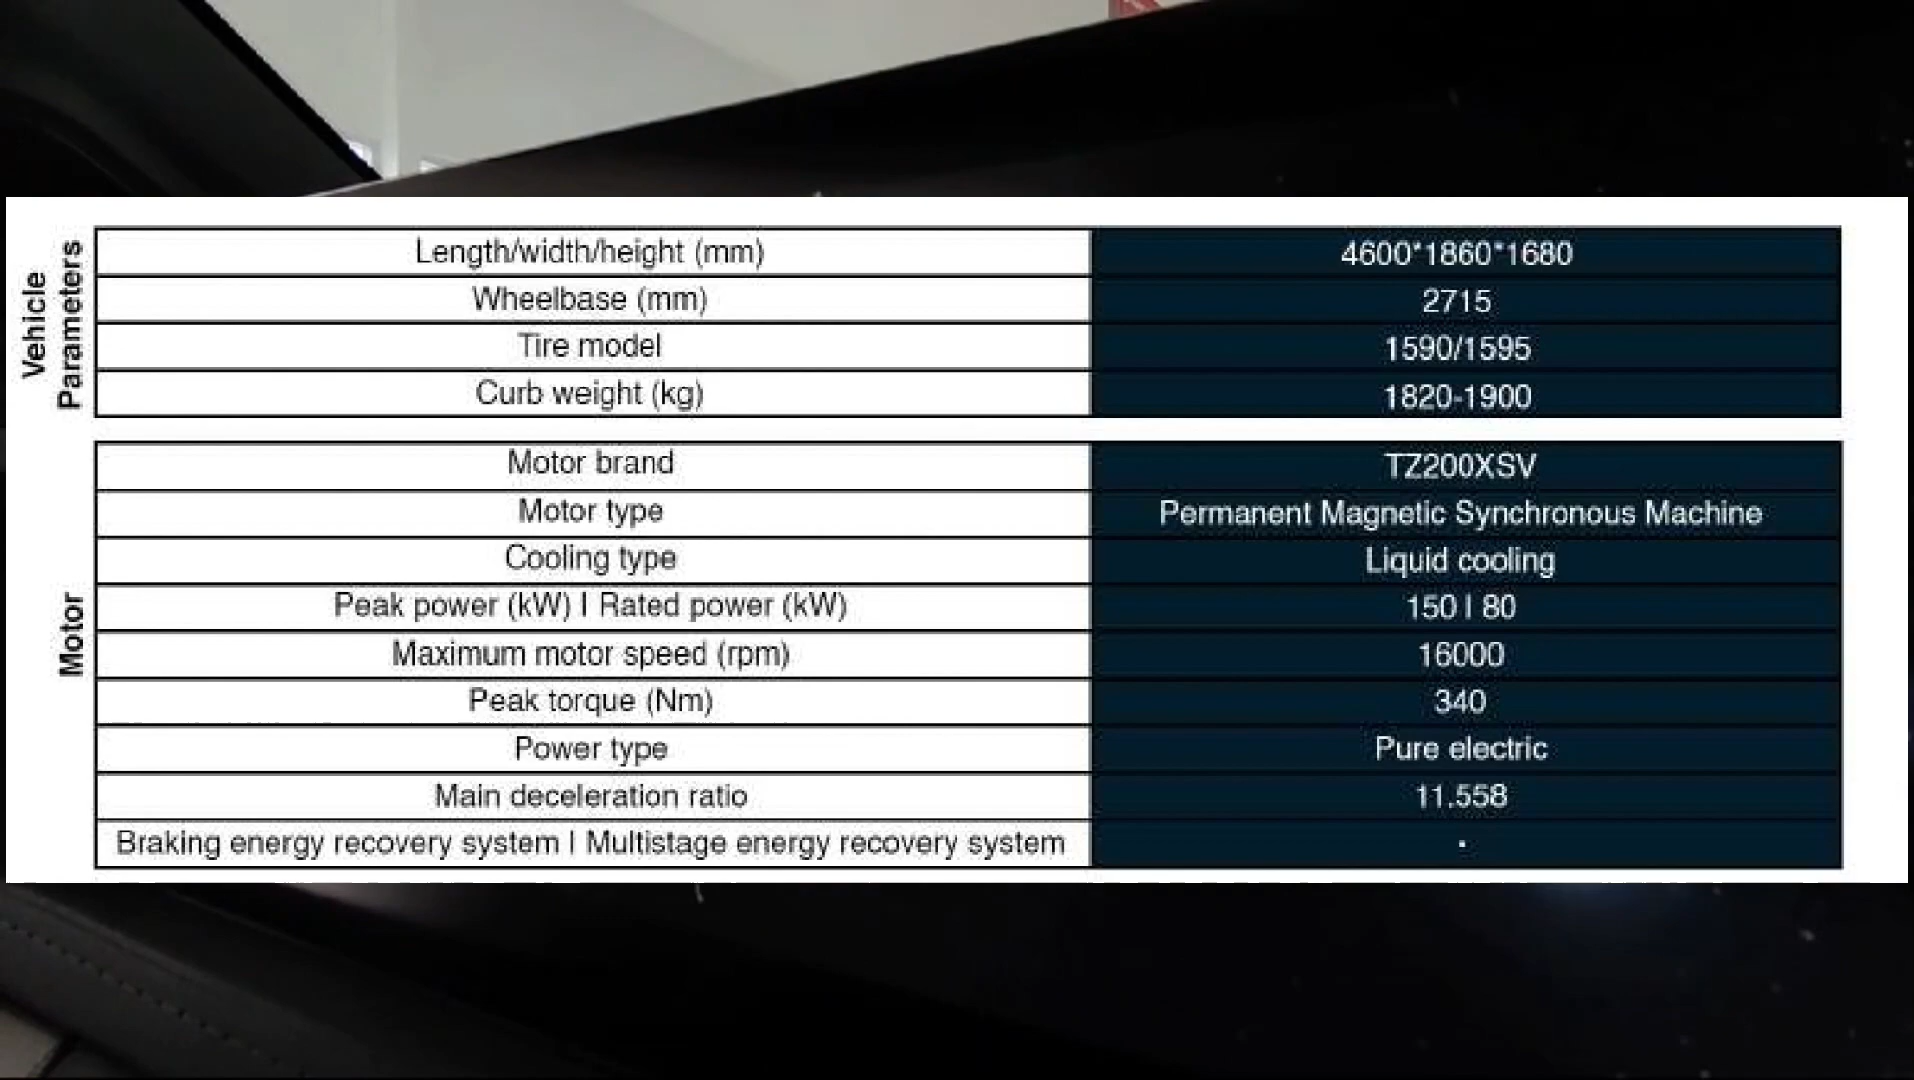 Vehicle
Parameters
Length/width/height (mm) 4600*1860*1680
Wheelbase (mm) 2715
Tire model 1590/1595
Curb weight (kg) 1820-1900
Motor
Motor brand TZ200XSV
Motor type Permanent Magnetic Synchronous Machine
Cooling type Liquid cooling
Peak power (kW) I Rated power (kW) 150 I 80
Maximum motor speed (rpm) 16000
Peak torque (Nm) 340
Power type Pure electric
Main deceleration ratio 11.558
Braking energy recovery system I Multistage energy recovery system ·